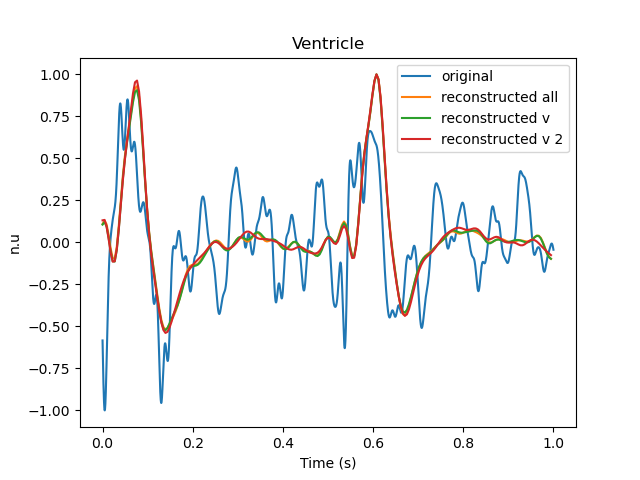 Ventricle
original
reconstructed all
reconstructed v
reconstructed v 2
1.00
0.75
0.50
0.25
0.00
−0.25
−0.50
−0.75
−1.00
n.u
0.0 0.2 0.4 0.6 0.8 1.0
Time (s)